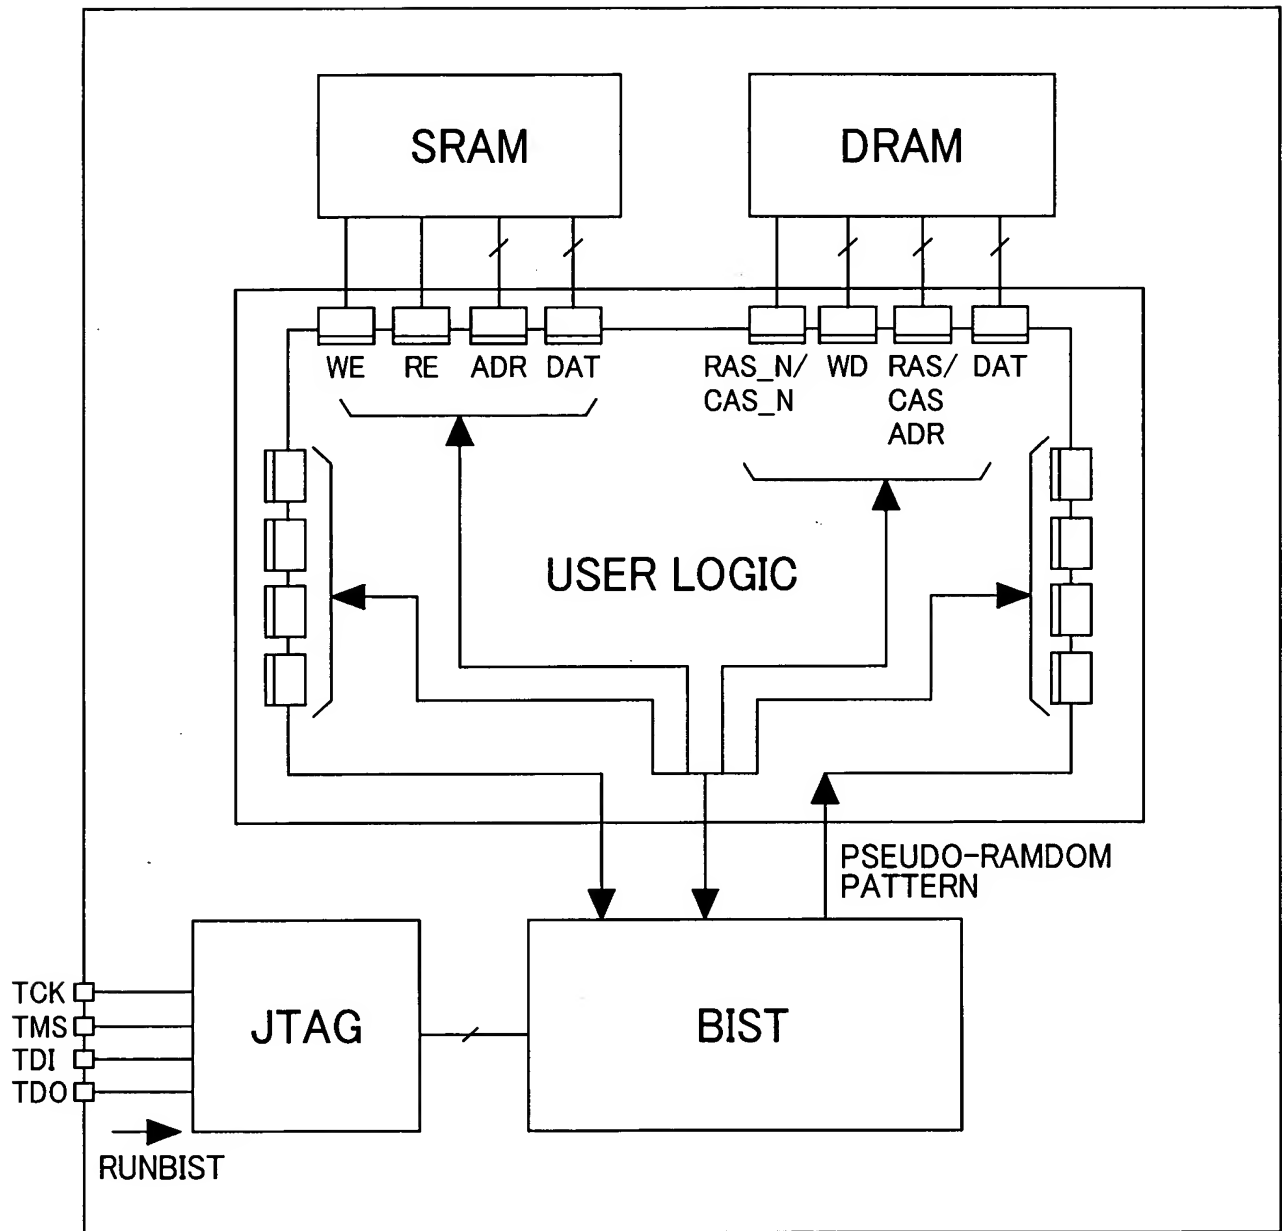 SRAM
DRAM
WE RE ADR DAT
RAS_N/ WD RAS/ DAT
CAS_N CAS
ADR
USER LOGIC
PSEUDO-RAMDOM
PATTERN
TCK
TMS
TDI
TDO
JTAG
BIST
RUNBIST